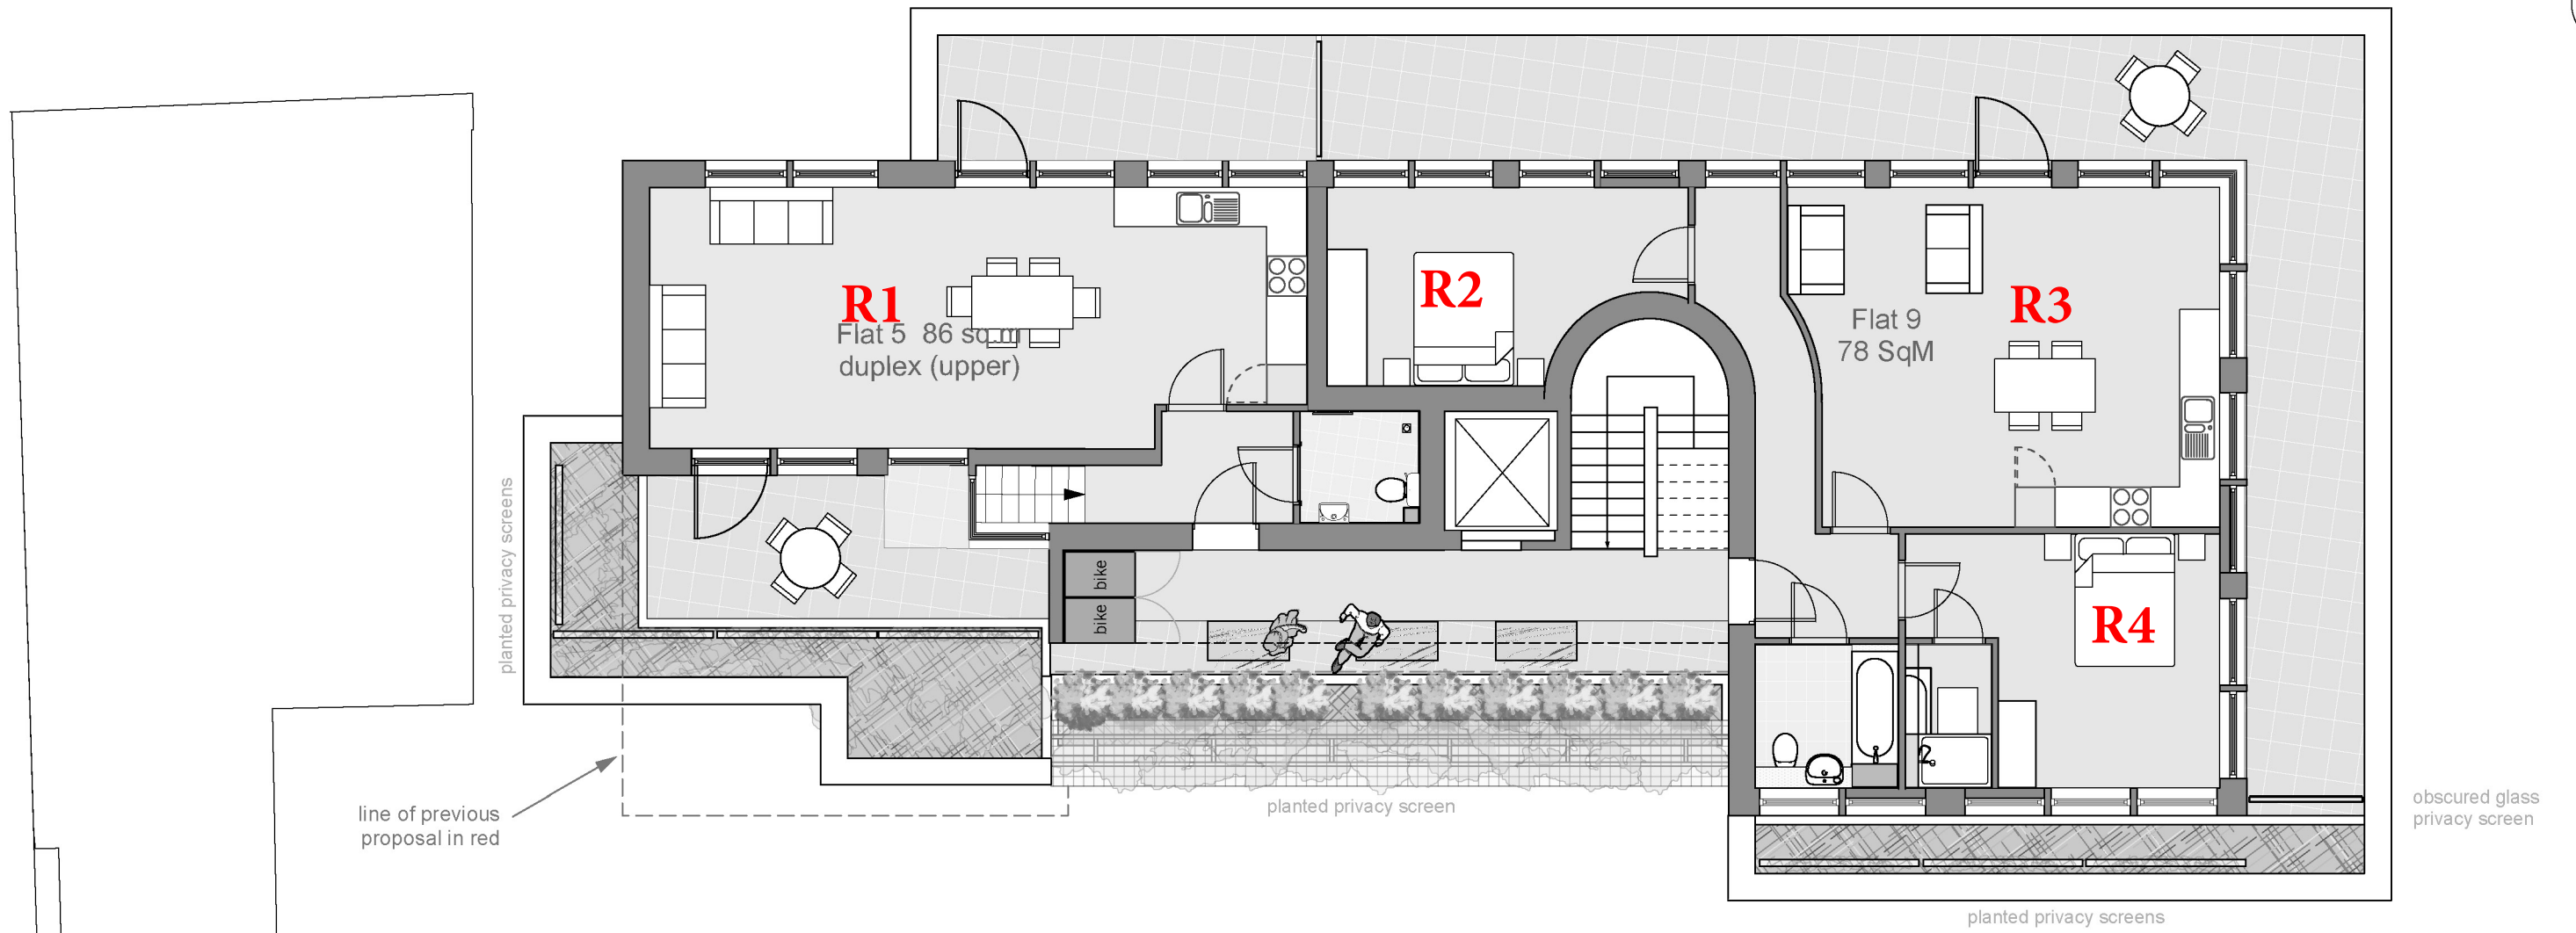 R1
Flat 5 86 sq.m
duplex (upper)
R2
R3
Flat 9
78 SqM
R4
bike
bike
planted privacy screens
line of previous
proposal in red
planted privacy screen
obscured glass
privacy screen
planted privacy screens